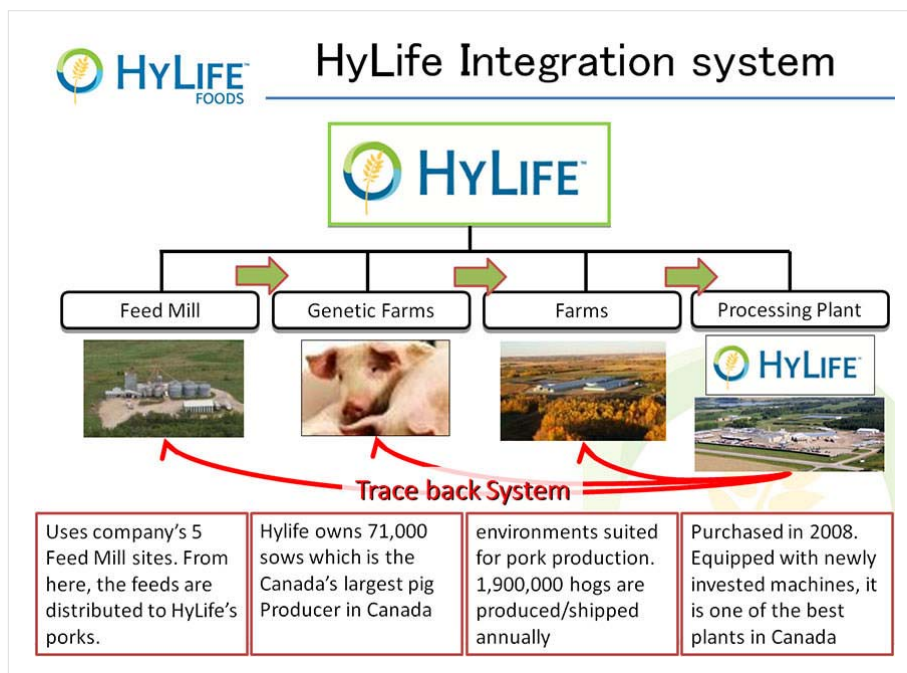 HYLIFE™
FOODS
HyLife Integration system
HYLIFE™
Feed Mill
Genetic Farms
Farms
Processing Plant
HYLIFE™
Trace back System
Uses company's 5
Feed Mill sites. From
here, the feeds are
distributed to HyLife's
porks.
Hylife owns 71,000
sows which is the
Canada's largest pig
Producer in Canada
environments suited
for pork production.
1,900,000 hogs are
produced/shipped
annually
Purchased in 2008.
Equipped with newly
invested machines, it
is one of the best
plants in Canada